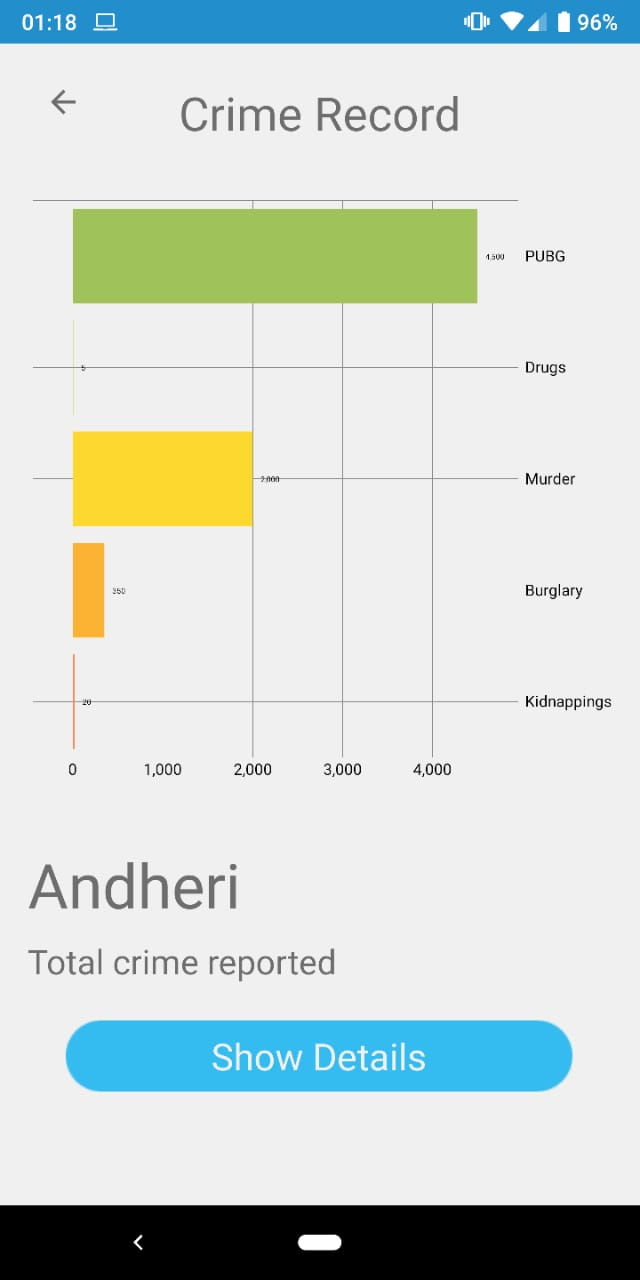 01:18 96%
Crime Record
4,500 PUBG
5 Drugs
2,000 Murder
350 Burglary
20 Kidnappings
0 1,000 2,000 3,000 4,000
Andheri
Total crime reported
Show Details